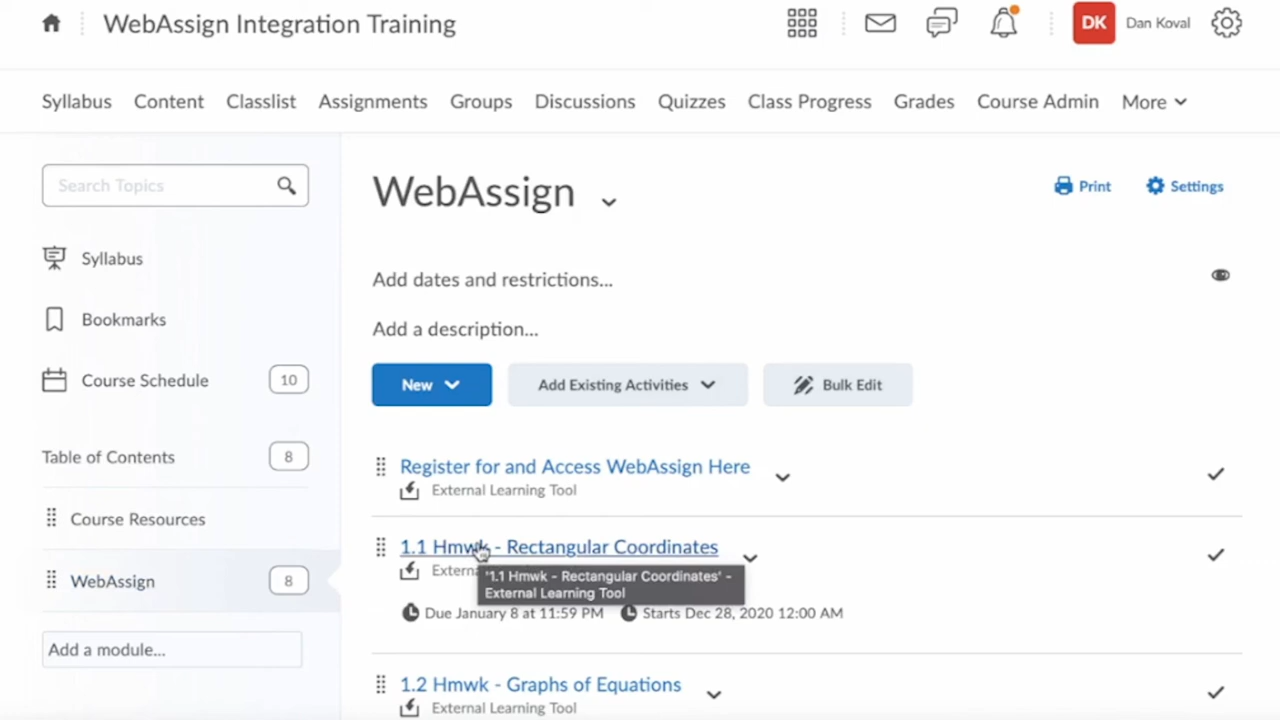 WebAssign Integration Training
DK
Dan Koval
Syllabus Content Classlist Assignments Groups Discussions Quizzes Class Progress Grades Course Admin More
Search Topics
Syllabus
Bookmarks
Course Schedule 10
Table of Contents 8
Course Resources
WebAssign 8
Add a module...
WebAssign
Print Settings
Add dates and restrictions...
Add a description...
New Add Existing Activities Bulk Edit
Register for and Access WebAssign Here
External Learning Tool
1.1 Hmwk - Rectangular Coordinates
Externa
'1.1 Hmwk - Rectangular Coordinates' -
External Learning Tool
Due January 8 at 11:59 PM Starts Dec 28, 2020 12:00 AM
1.2 Hmwk - Graphs of Equations
External Learning Tool